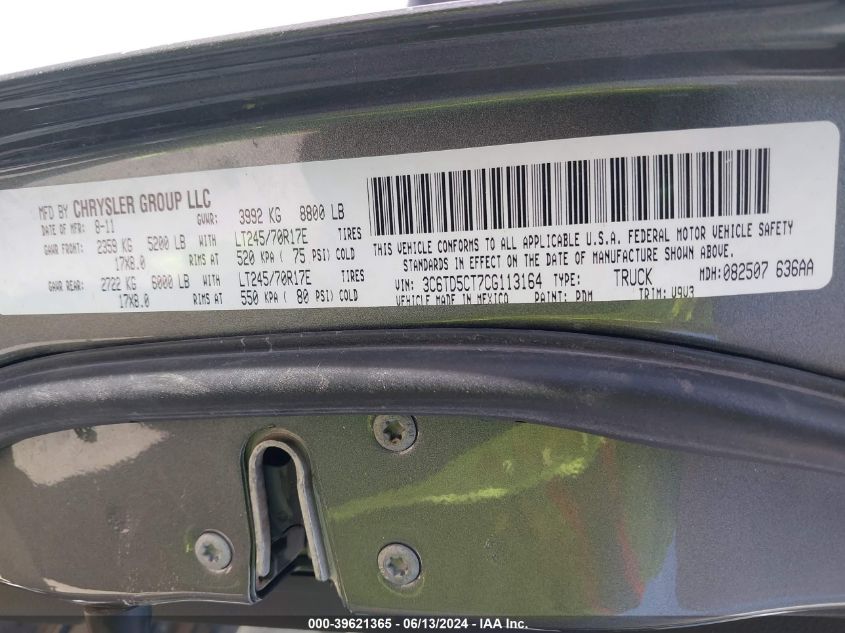 MFD BY CHRYSLER GROUP LLC
DATE OF MFR: 8-11 GVWR: 3992 KG 8800 LB
GAWR FRONT: 2359 KG 5200 LB WITH LT245/70R17E TIRES
17X8.0 RIMS AT 520 KPA ( 75 PSI) COLD
GAWR REAR: 2722 KG 6000 LB WITH LT245/70R17E TIRES
17X8.0 RIMS AT 550 KPA ( 80 PSI) COLD
THIS VEHICLE CONFORMS TO ALL APPLICABLE U.S.A. FEDERAL MOTOR VEHICLE SAFETY
STANDARDS IN EFFECT ON THE DATE OF MANUFACTURE SHOWN ABOVE.
VIN: 3C6TD5CT7CG113164 TYPE: TRUCK MDH:082507 636AA
VEHICLE MADE IN MEXICO PAINT: PDM TRIM: V9V3
000-39621365 - 06/13/2024 - IAA Inc.